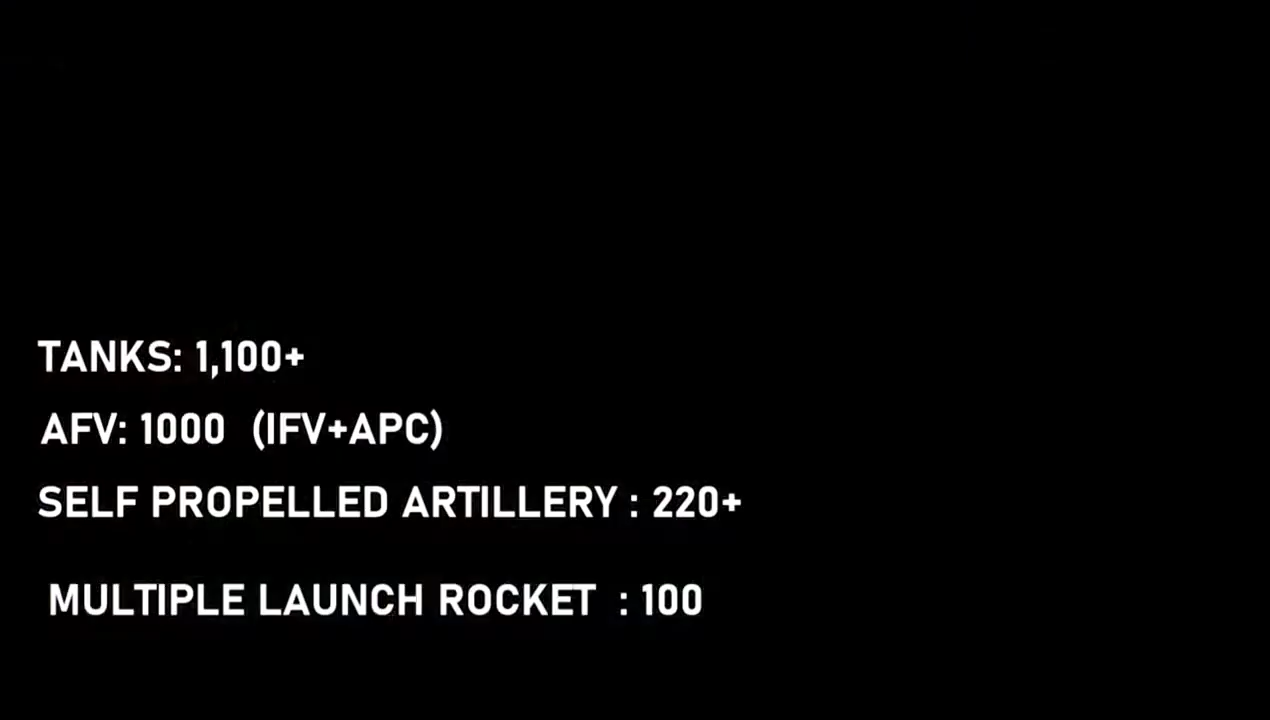 TANKS: 1,100+
AFV: 1000 (IFV+APC)
SELF PROPELLED ARTILLERY : 220+
MULTIPLE LAUNCH ROCKET : 100